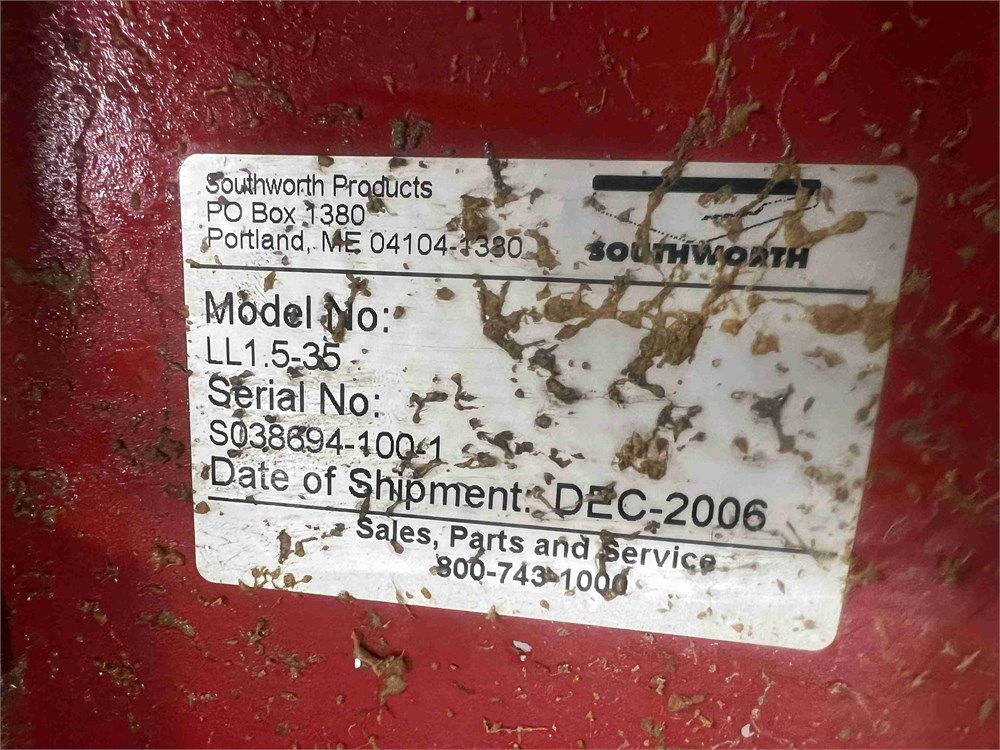 Southworth Products
PO Box 1380
Portland, ME 04104-1380
SOUTHWORTH
Model No:
LL1.5-35
Serial No:
S038694-100-1
Date of Shipment: DEC-2006
Sales, Parts and Service
800-743-1000